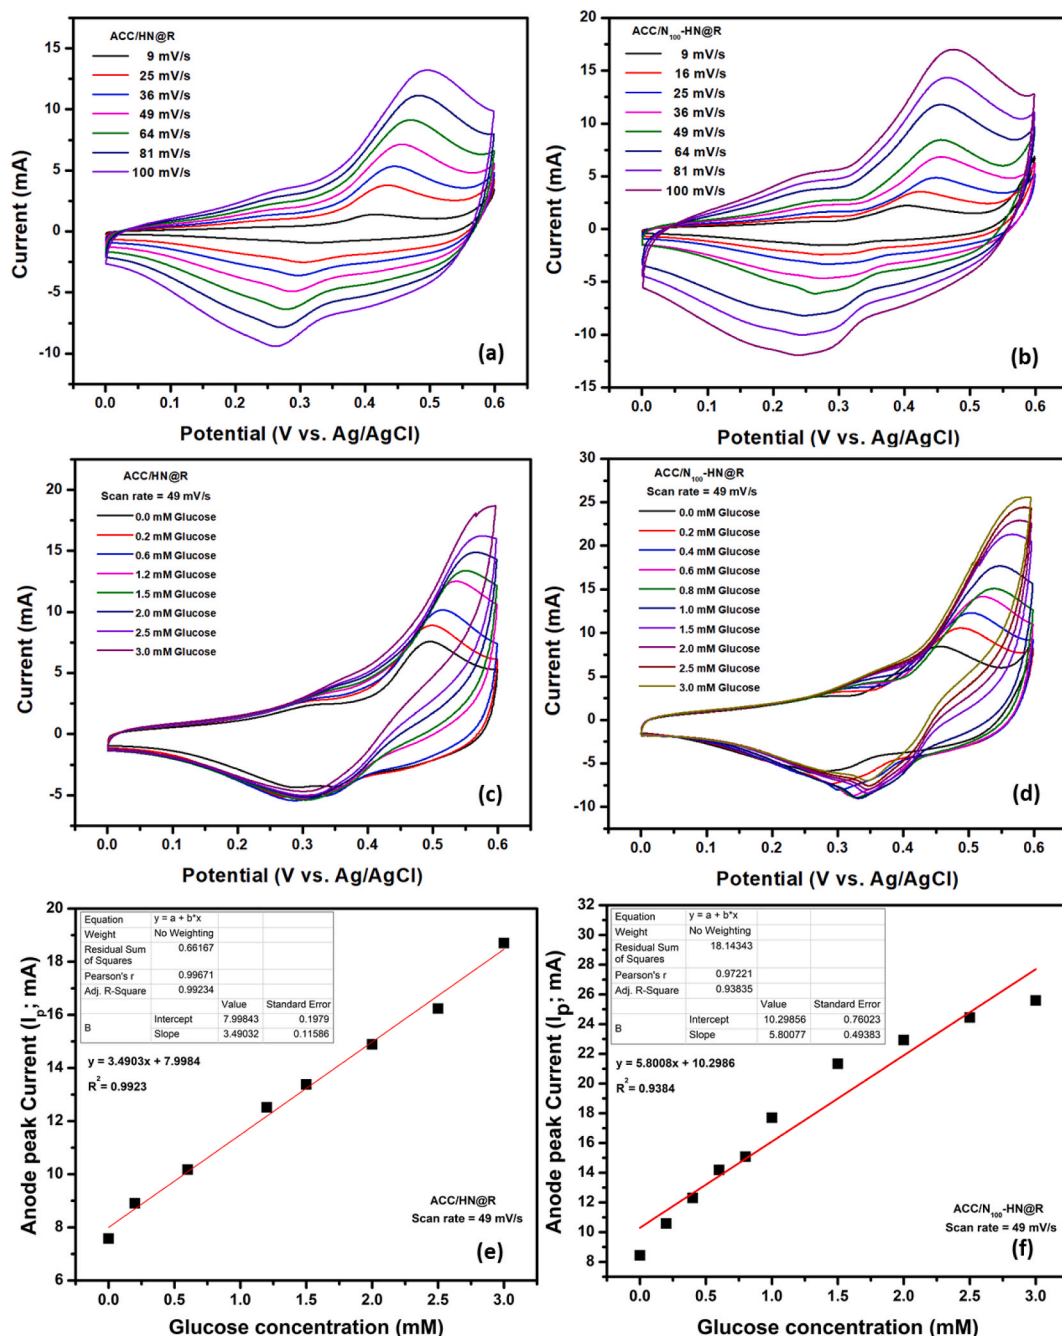 ACC/HN@R
9 mV/s
25 mV/s
36 mV/s
49 mV/s
64 mV/s
81 mV/s
100 mV/s
15
10
5
0
-5
-10
Current (mA)
0.0 0.1 0.2 0.3 0.4 0.5 0.6
Potential (V vs. Ag/AgCl)
(a)
ACC/N100-HN@R
9 mV/s
16 mV/s
25 mV/s
36 mV/s
49 mV/s
64 mV/s
81 mV/s
100 mV/s
20
15
10
5
0
-5
-10
-15
Current (mA)
0.0 0.1 0.2 0.3 0.4 0.5 0.6
Potential (V vs. Ag/AgCl)
(b)
ACC/HN@R
Scan rate = 49 mV/s
0.0 mM Glucose
0.2 mM Glucose
0.6 mM Glucose
1.2 mM Glucose
1.5 mM Glucose
2.0 mM Glucose
2.5 mM Glucose
3.0 mM Glucose
20
15
10
5
0
-5
Current (mA)
0.0 0.1 0.2 0.3 0.4 0.5 0.6
Potential (V vs. Ag/AgCl)
(c)
ACC/N100-HN@R
Scan rate = 49 mV/s
0.0 mM Glucose
0.2 mM Glucose
0.4 mM Glucose
0.6 mM Glucose
0.8 mM Glucose
1.0 mM Glucose
1.5 mM Glucose
2.0 mM Glucose
2.5 mM Glucose
3.0 mM Glucose
30
25
20
15
10
5
0
-5
-10
Current (mA)
0.0 0.1 0.2 0.3 0.4 0.5 0.6
Potential (V vs. Ag/AgCl)
(d)
20
18
16
14
12
10
8
6
Anode peak Current (Ip; mA)
Equation y = a + b*x
Weight No Weighting
Residual Sum of Squares 0.66167
Pearson's r 0.99671
Adj. R-Square 0.99234
Value Standard Error
B Intercept 7.99843 0.1979
Slope 3.49032 0.11586
y = 3.4903x + 7.9984
R2 = 0.9923
ACC/HN@R
Scan rate = 49 mV/s
(e)
0.0 0.5 1.0 1.5 2.0 2.5 3.0
Glucose concentration (mM)
32
30
28
26
24
22
20
18
16
14
12
10
8
Anode peak Current (Ip; mA)
Equation y = a + b*x
Weight No Weighting
Residual Sum of Squares 18.14343
Pearson's r 0.97221
Adj. R-Square 0.93835
Value Standard Error
B Intercept 10.29856 0.76023
Slope 5.80077 0.49383
y = 5.8008x + 10.2986
R2 = 0.9384
ACC/N100-HN@R
Scan rate = 49 mV/s
(f)
0.0 0.5 1.0 1.5 2.0 2.5 3.0
Glucose concentration (mM)